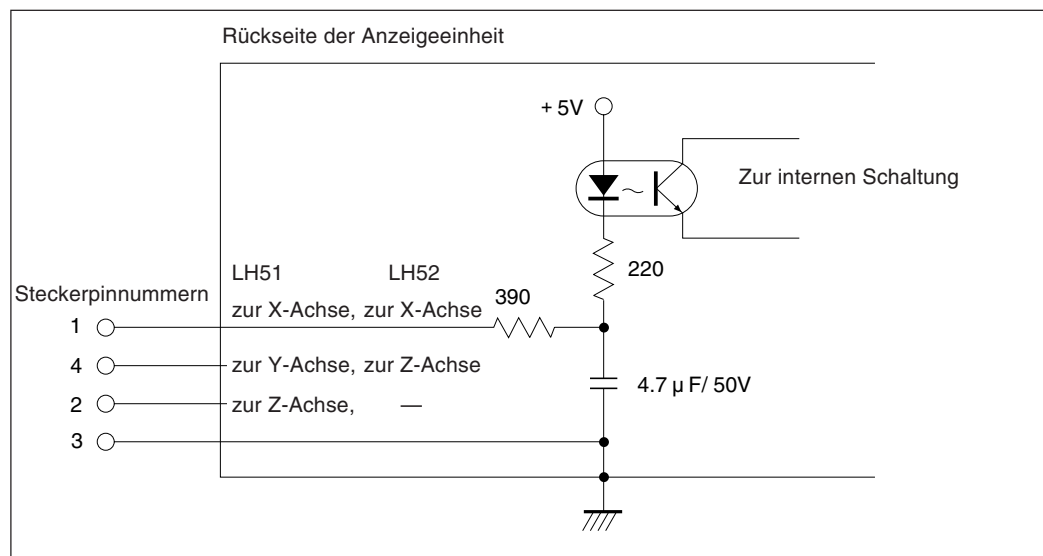 Rückseite der Anzeigeeinheit
+ 5V
Zur internen Schaltung
220
LH51 LH52
Steckerpinnummern
390
zur X-Achse, zur X-Achse
1
4 zur Y-Achse, zur Z-Achse
4.7 µ F/ 50V
2 zur Z-Achse, —
3